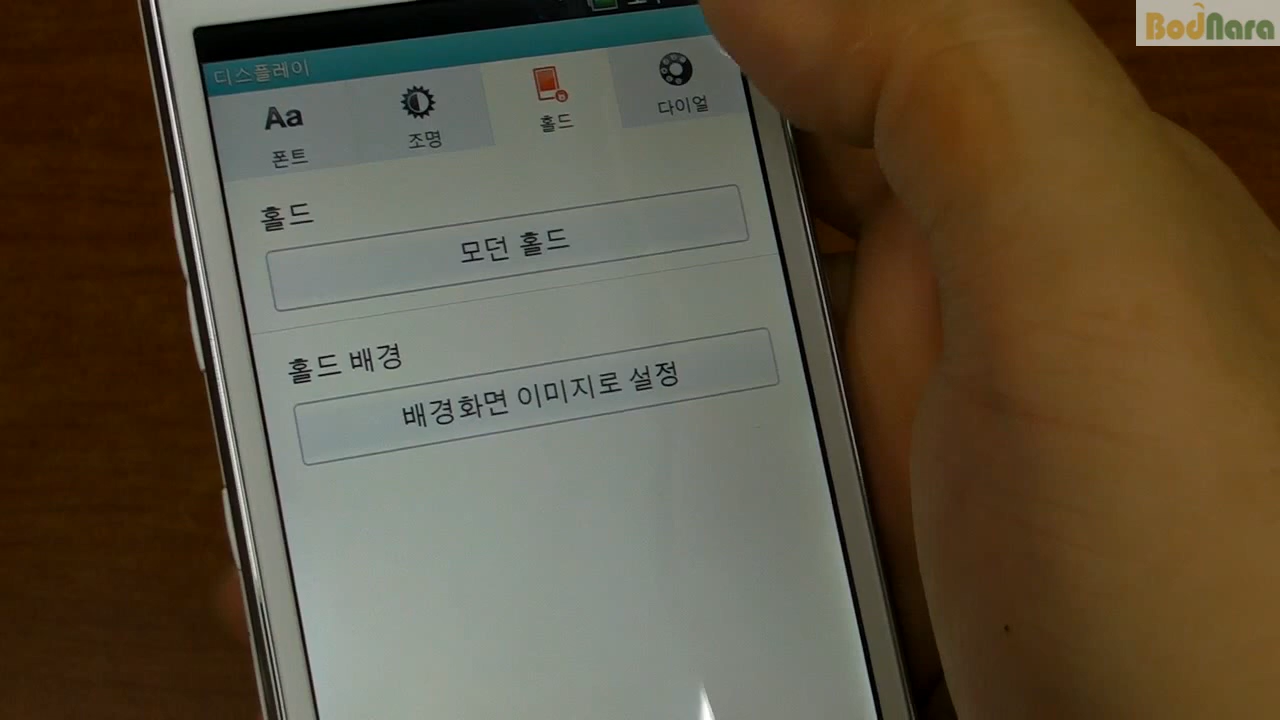 BodNara
디스플레이
Aa
폰트
조명
홀드
다이얼
홀드
모던 홀드
홀드 배경
배경화면 이미지로 설정